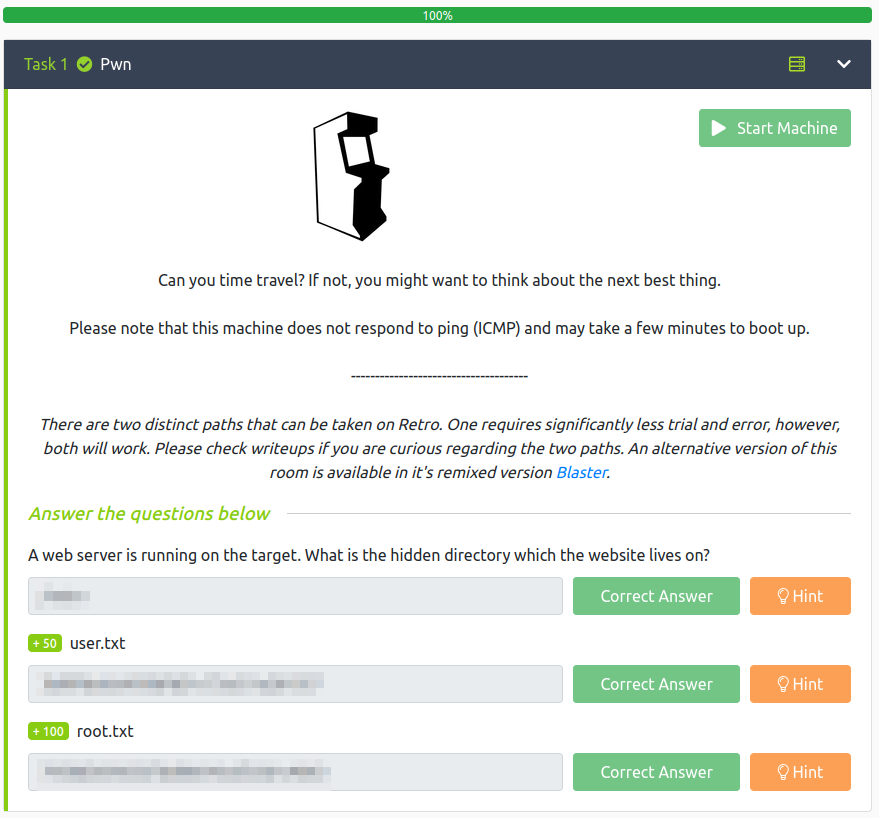 100%
Task 1 Pwn
Start Machine
Can you time travel? If not, you might want to think about the next best thing.
Please note that this machine does not respond to ping (ICMP) and may take a few minutes to boot up.
-------------------------------------
There are two distinct paths that can be taken on Retro. One requires significantly less trial and error, however,
both will work. Please check writeups if you are curious regarding the two paths. An alternative version of this
room is available in it's remixed version Blaster.
Answer the questions below
A web server is running on the target. What is the hidden directory which the website lives on?
Correct Answer Hint
+ 50 user.txt
Correct Answer Hint
+ 100 root.txt
Correct Answer Hint